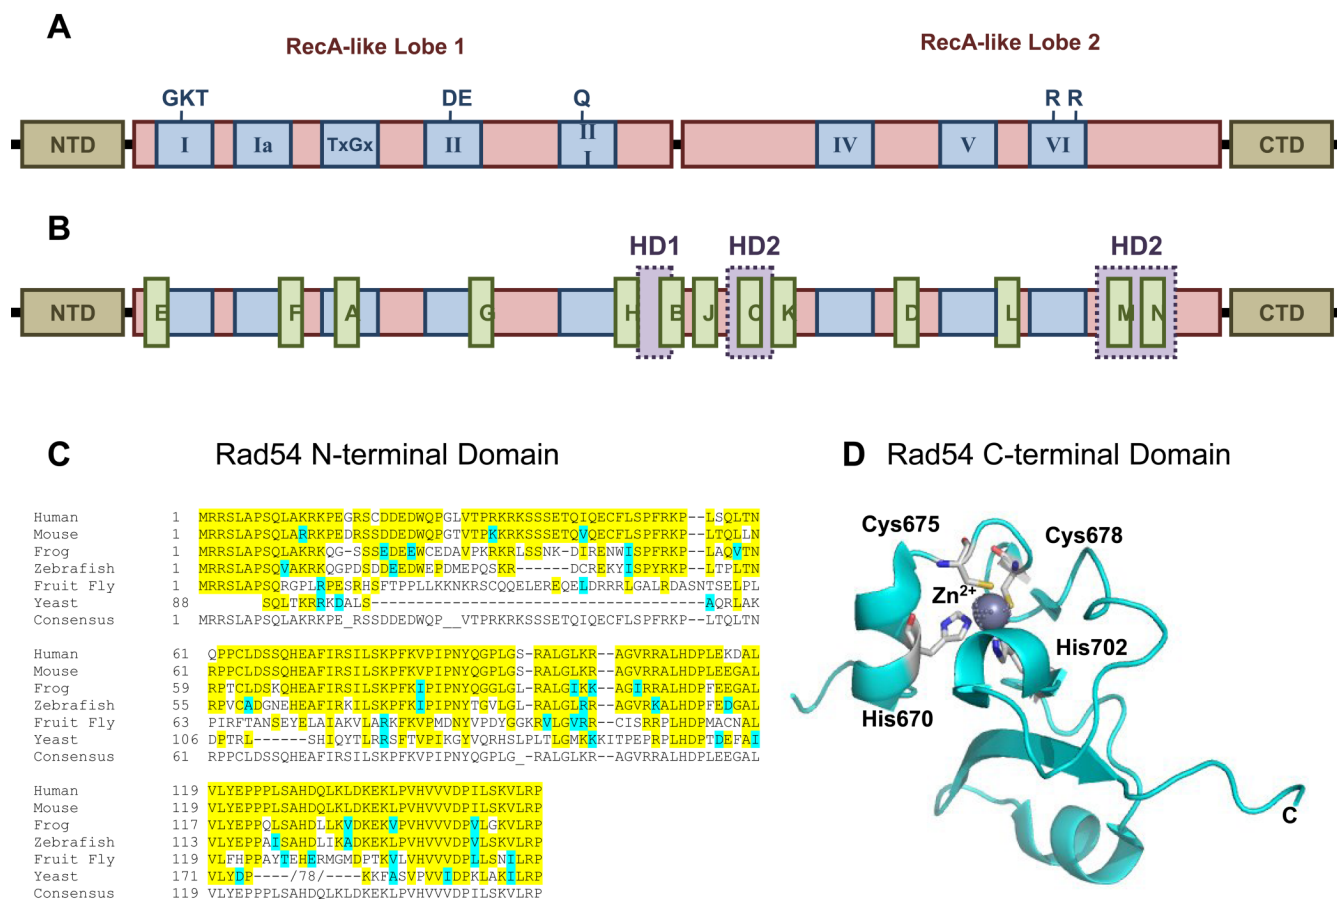 A
RecA-like Lobe 1
RecA-like Lobe 2
GKT
DE
Q
R R
NTD
I
Ia
TxGx
II
II
I
IV
V
VI
CTD
B
HD1
HD2
HD2
NTD
E
F
A
G
H
B
J
C
K
D
L
M
N
CTD
C
Rad54 N-terminal Domain
Human 1 MRRSLAPSQLAKRKPEGRSCDDEDWQPGLVTPRKRKSSSETQIQECFLSPFRKP--LSQLTN
Mouse 1 MRRSLAPSQLARRKPEDRSSDDEDWQPGTVTPKKRKSSSETQVQECFLSPFRKP--LTQLLN
Frog 1 MRRSLAPSQLAKRKQG-SSSEDEEWCEDAVPKRKRLSSNK-DIRENWISPFRKP--LAQVTN
Zebrafish 1 MRRSLAPSQVAKRKQGPDSDDEEDWEPDMEPQSKR------DCREKYISPYRKP--LTPLTN
Fruit Fly 1 MRRSLAPSQRGPLRPESRHSFTPPLLKKNKRSCQQELEREQELDRRRLGALRDASNTSELPL
Yeast 88 SQLTKRRKDALS-------------------------------------AQRLAK
Consensus 1 MRRSLAPSQLAKRKPE_RSSDDEDWQP__VTPRKRKSSSETQIQECFLSPFRKP--LTQLTN
Human 61 QPPCLDSSQHEAFIRSILSKPFKVPIPNYQGPLGS-RALGLKR--AGVRRALHDPLEKDAL
Mouse 61 RPPCLDSSQHEAFIRSILSKPFKVPIPNYQGPLGS-RALGLKR--AGVRRALHDPLEEGAL
Frog 59 RPTCLDSKQHEAFIRSILSKPFKIPIPNYQGGLGL-RALGIKK--AGIRRALHDPFEEGAL
Zebrafish 55 RPVCADGNEHEAFIRSILSKPFKIPIPNYTGVLGL-RALGLRR--AGVRKALHDPFEDGAL
Fruit Fly 63 PIRFTANSEYELAIAKVLARKFKVPMDNYVPDYGGKRVLGVRR--CISRRPLHDPMACNAL
Yeast 106 DPTRL------SHIQYTLRRSFTVPIKGYVQRHSLPLTLGMKKKITPEPRPLHDPTDEFAI
Consensus 61 RPPCLDSSQHEAFIRSILSKPFKVPIPNYQGPLG_-RALGLKR--AGVRRALHDPLEEGAL
Human 119 VLYEPPPLSAHDQLKLDKEKLPVHVVVDPILSKVLRP
Mouse 119 VLYEPPPLSAHDQLKLDKEKLPVHVVVDPILSKVLRP
Frog 117 VLYEPPQLSAHDLLKVDKEKVPVHVVVDPVLGKVLRP
Zebrafish 113 VLYEPPAISAHDLIKADKEKLPVHVVVDPVLSKVLRP
Fruit Fly 119 VLFHPPAYTEHERMGMDPTKVLVHVVVDPLLSNILRP
Yeast 171 VLYDP----/78/----KKFASVPVVIDPKLAKILRP
Consensus 119 VLYEPPPLSAHDQLKLDKEKLPVHVVVDPILSKVLRP
D
Rad54 C-terminal Domain
Cys675
Cys678
Zn²⁺
His702
His670
C